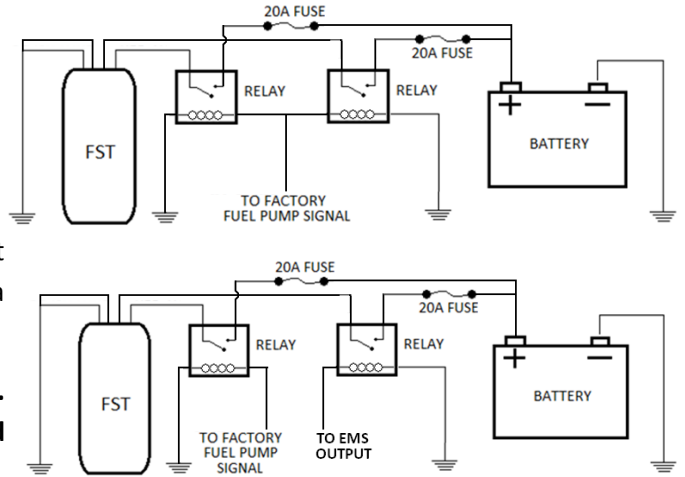 20A FUSE
20A FUSE
RELAY
RELAY
FST
+
−
BATTERY
TO FACTORY
FUEL PUMP SIGNAL
20A FUSE
20A FUSE
RELAY
RELAY
FST
+
−
BATTERY
TO FACTORY
FUEL PUMP
SIGNAL
TO EMS
OUTPUT